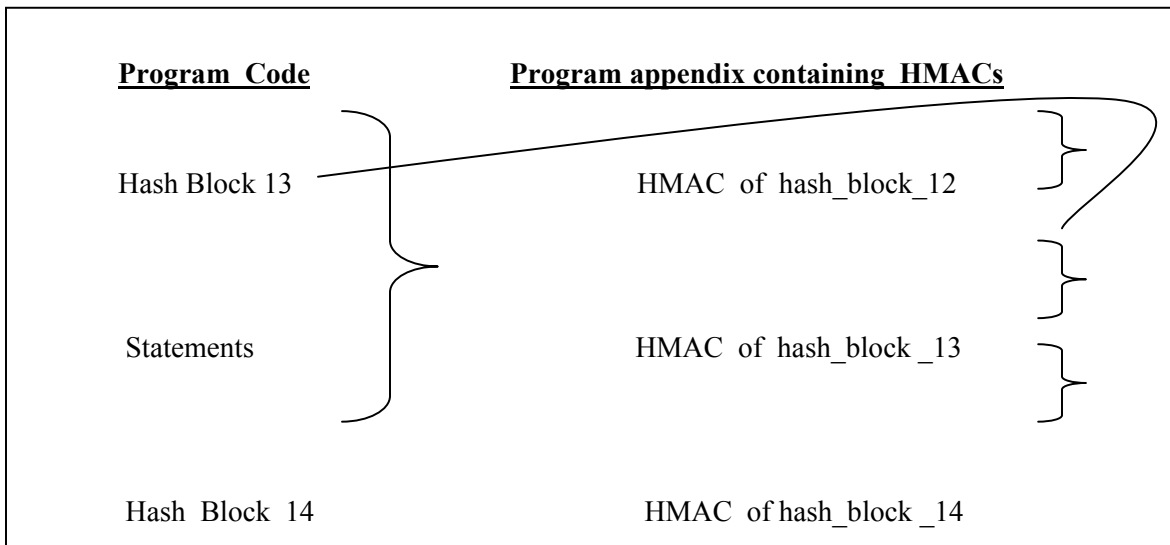 Program Code Program appendix containing HMACs
Hash Block 13 HMAC of hash_block_12
Statements HMAC of hash_block _13
Hash Block 14 HMAC of hash_block _14